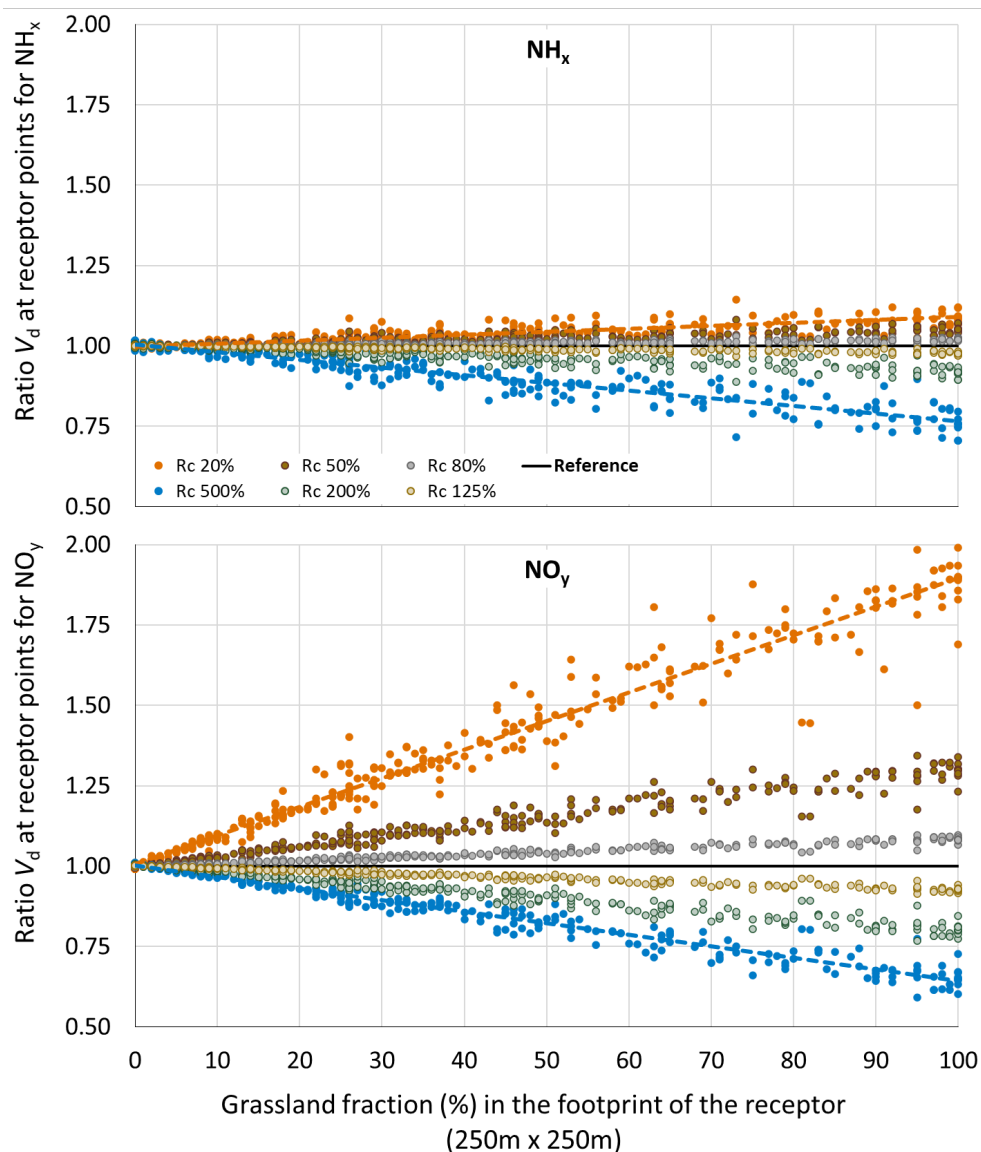 Ratio Vd at receptor points for NHx
2.00
1.75
1.50
1.25
1.00
0.75
0.50
NHx
Rc 20% Rc 50% Rc 80% Reference
Rc 500% Rc 200% Rc 125%
Ratio Vd at receptor points for NOy
2.00
1.75
1.50
1.25
1.00
0.75
0.50
NOy
0 10 20 30 40 50 60 70 80 90 100
Grassland fraction (%) in the footprint of the receptor
(250m x 250m)